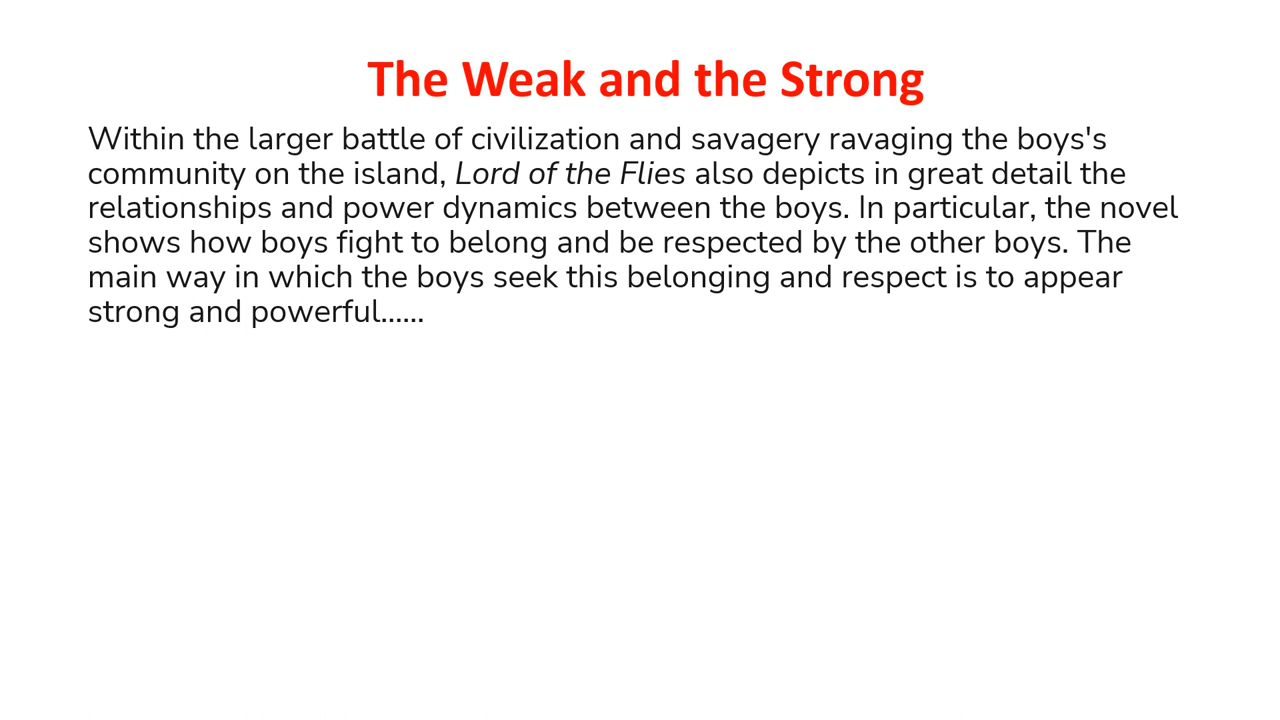 The Weak and the Strong
Within the larger battle of civilization and savagery ravaging the boys's
community on the island, Lord of the Flies also depicts in great detail the
relationships and power dynamics between the boys. In particular, the novel
shows how boys fight to belong and be respected by the other boys. The
main way in which the boys seek this belonging and respect is to appear
strong and powerful......